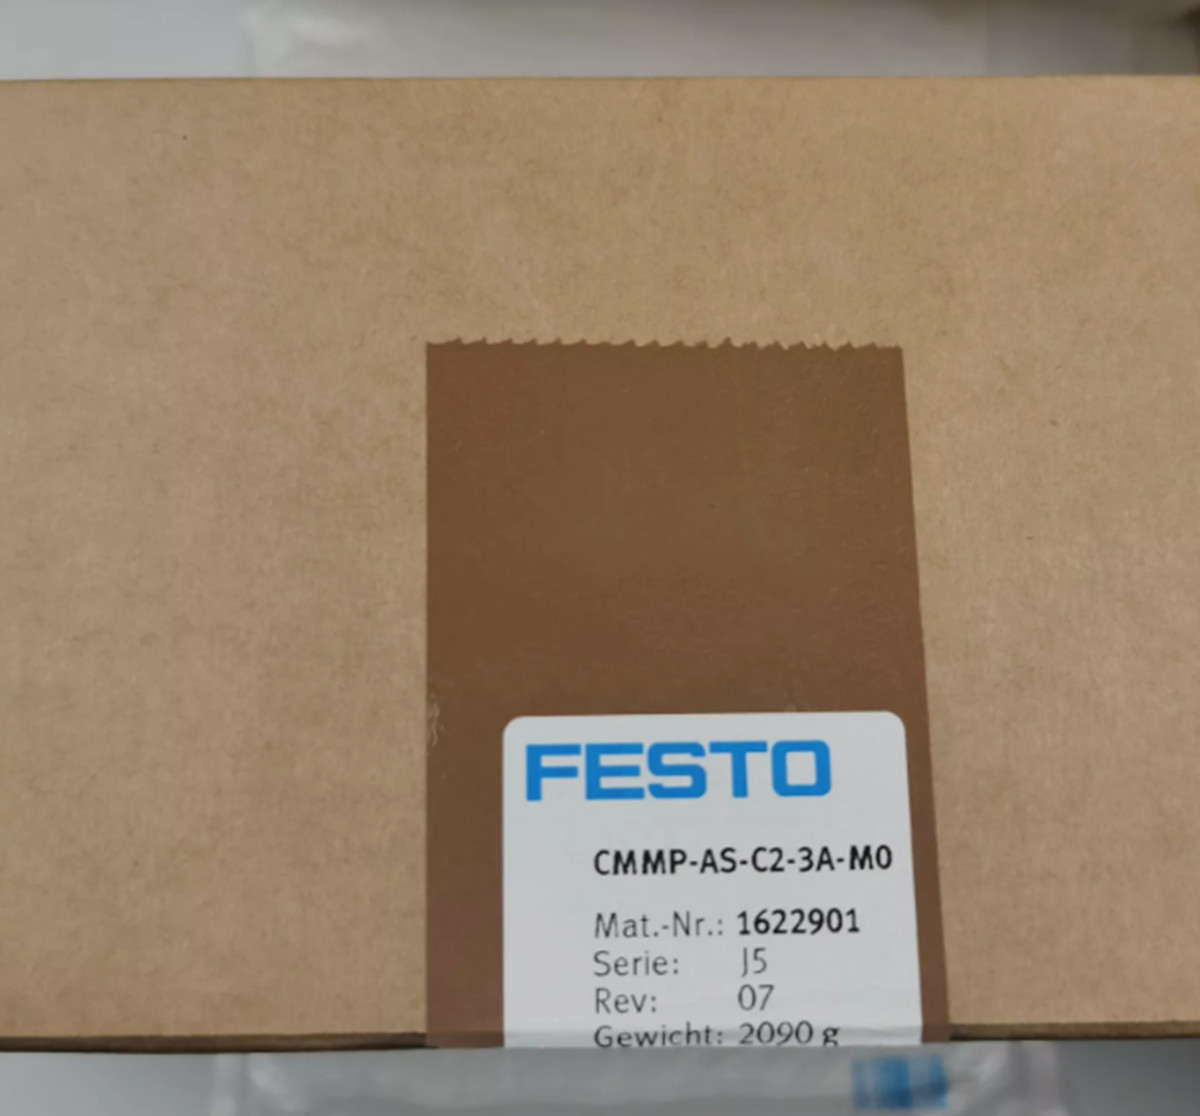 FESTO
CMMP-AS-C2-3A-M0
Mat.-Nr.: 1622901
Serie: J5
Rev: 07
Gewicht: 2090 g